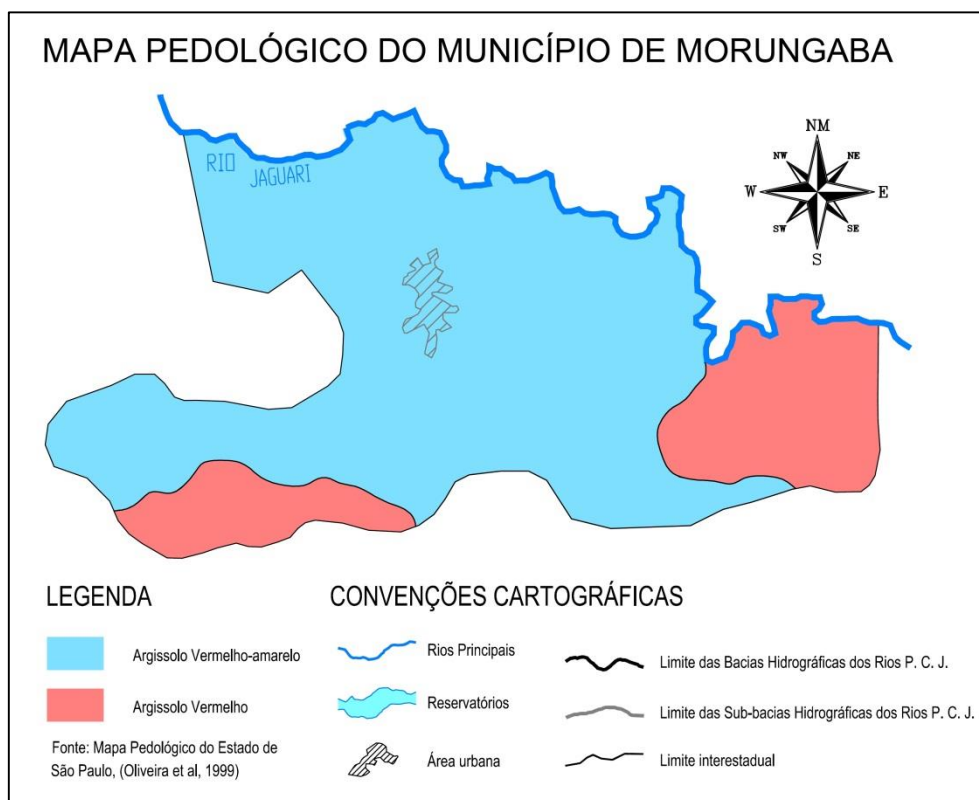 MAPA PEDOLÓGICO DO MUNICÍPIO DE MORUNGABA
RIO
JAGUARI
NM
NW
NE
W
E
SW
SE
S
LEGENDA
Argissolo Vermelho-amarelo
Argissolo Vermelho
Fonte: Mapa Pedológico do Estado de
São Paulo, (Oliveira et al, 1999)
CONVENÇÕES CARTOGRÁFICAS
Rios Principais
Reservatórios
Área urbana
Limite das Bacias Hidrográficas dos Rios P. C. J.
Limite das Sub-bacias Hidrográficas dos Rios P. C. J.
Limite interestadual